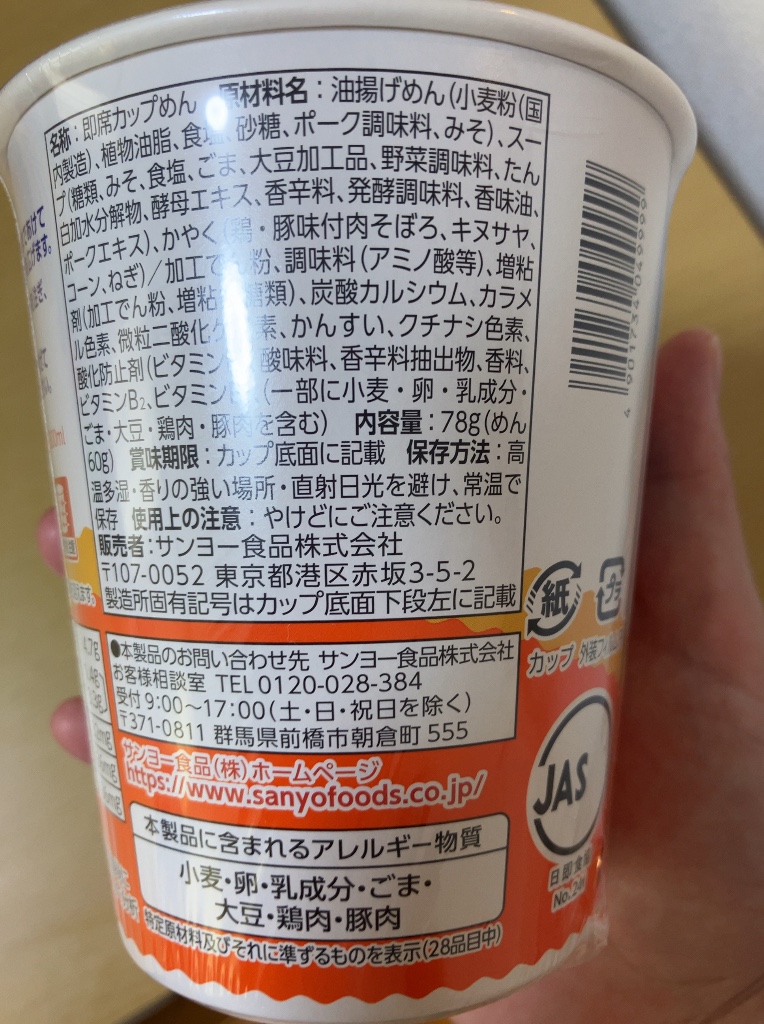 名称：即席カップめん 原材料名：油揚げめん(小麦粉(国
内製造)、植物油脂、食塩、砂糖、ポーク調味料、みそ)、スー
プ(糖類、みそ、食塩、ごま、大豆加工品、野菜調味料、たん
白加水分解物、酵母エキス、香辛料、発酵調味料、香味油、
ポークエキス)、かやく(鶏・豚味付肉そぼろ、キヌサヤ、
コーン、ねぎ)／加工でん粉、調味料(アミノ酸等)、増粘
剤(加工でん粉、増粘 糖類)、炭酸カルシウム、カラメ
ル色素、微粒二酸化ケ 素、かんすい、クチナシ色素、
酸化防止剤(ビタミン 酸味料、香辛料抽出物、香料、
ビタミンB₂、ビタミン (一部に小麦・卵・乳成分・
ごま・大豆・鶏肉・豚肉を含む) 内容量：78g(めん
60g) 賞味期限：カップ底面に記載 保存方法：高
温多湿・香りの強い場所・直射日光を避け、常温で
保存 使用上の注意：やけどにご注意ください。
販売者：サンヨー食品株式会社
〒107-0052 東京都港区赤坂3-5-2
製造所固有記号はカップ底面下段左に記載
●本製品のお問い合わせ先 サンヨー食品株式会社
お客様相談室 TEL 0120-028-384
受付 9:00〜17:00(土・日・祝日を除く)
〒371-0811 群馬県前橋市朝倉町 555
サンヨー食品(株)ホームページ
https://www.sanyofoods.co.jp/
本製品に含まれるアレルギー物質
小麦・卵・乳成分・ごま・
大豆・鶏肉・豚肉
特定原材料及びそれに準ずるものを表示(28品目中)
4 901734 049999
紙
カップ
プラ
外装フィルム
JAS
日即食